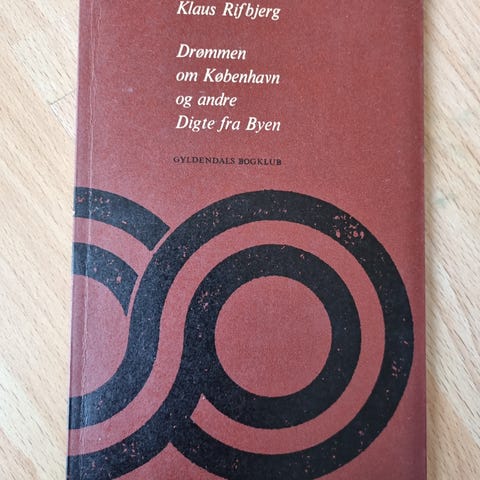 Klaus Rifbjerg
Drømmen
om København
og andre
Digte fra Byen
GYLDENDALS BOGKLUB